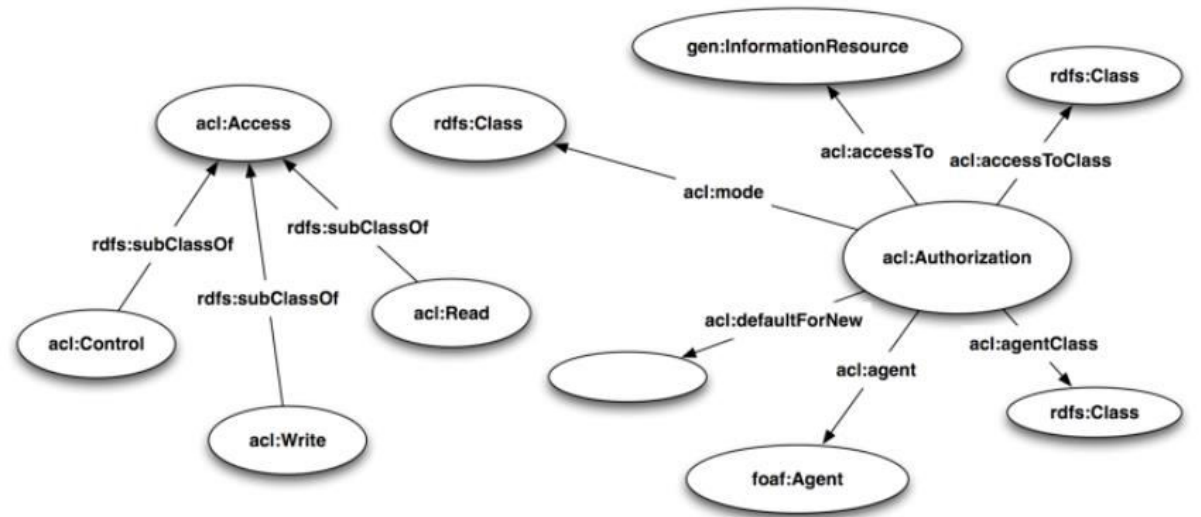 gen:InformationResource
rdfs:Class
acl:Access
rdfs:Class
acl:accessTo
acl:accessToClass
acl:mode
rdfs:subClassOf
rdfs:subClassOf
acl:Authorization
rdfs:subClassOf
acl:Read
acl:defaultForNew
acl:Control
acl:agentClass
acl:agent
rdfs:Class
acl:Write
foaf:Agent